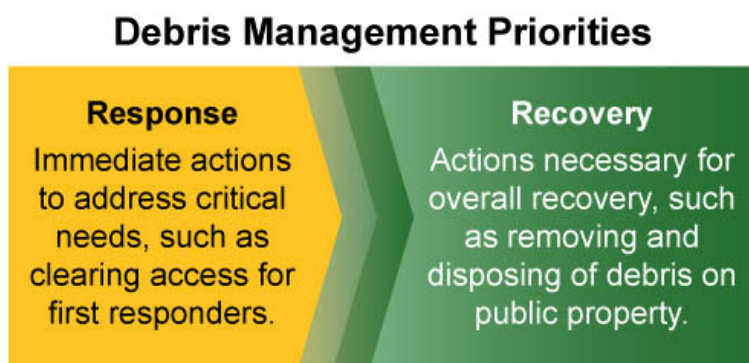 Debris Management Priorities
Response
Immediate actions
to address critical
needs, such as
clearing access for
first responders.
Recovery
Actions necessary for
overall recovery, such
as removing and
disposing of debris on
public property.